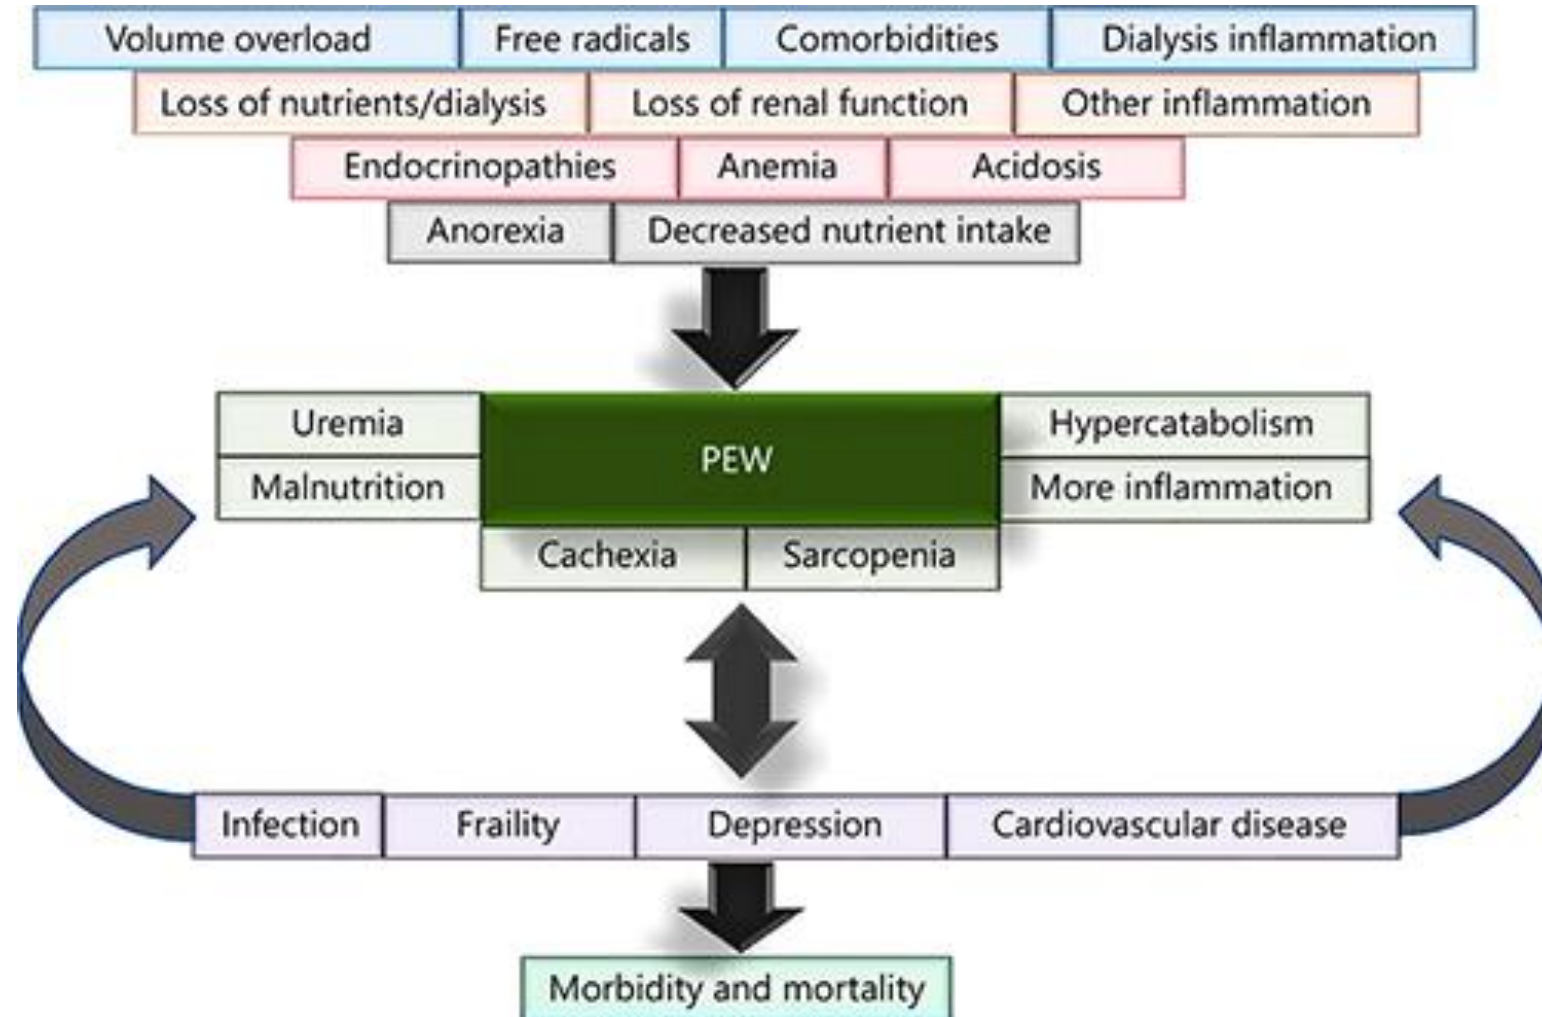 Volume overload Free radicals Comorbidities Dialysis inflammation
Loss of nutrients/dialysis Loss of renal function Other inflammation
Endocrinopathies Anemia Acidosis
Anorexia Decreased nutrient intake
Uremia
Malnutrition
PEW
Hypercatabolism
More inflammation
Cachexia Sarcopenia
Infection Fraility Depression Cardiovascular disease
Morbidity and mortality